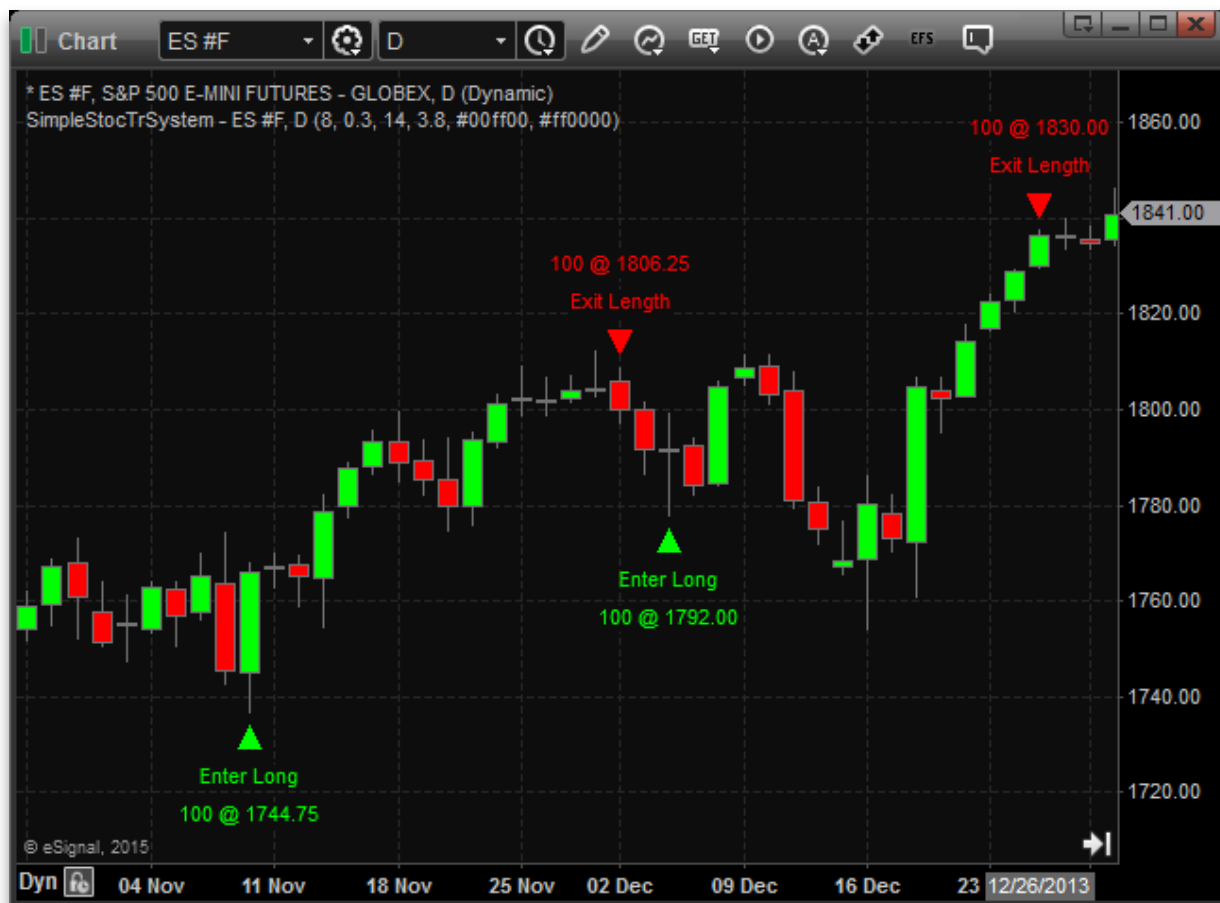 Chart ES #F D GET A EFS
* ES #F, S&P 500 E-MINI FUTURES - GLOBEX, D (Dynamic)
SimpleStocTrSystem - ES #F, D (8, 0.3, 14, 3.8, #00ff00, #ff0000)
100 @ 1830.00
Exit Length
1860.00
1841.00
100 @ 1806.25
Exit Length
1820.00
1800.00
1780.00
Enter Long
100 @ 1792.00
1760.00
1740.00
Enter Long
100 @ 1744.75
1720.00
© eSignal, 2015
Dyn 04 Nov 11 Nov 18 Nov 25 Nov 02 Dec 09 Dec 16 Dec 23 12/26/2013